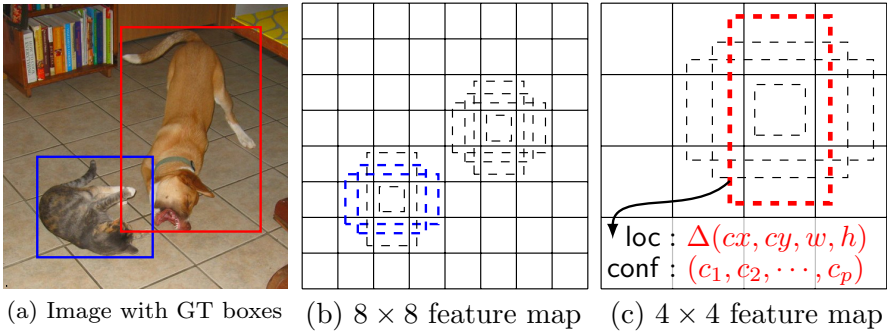 loc : Δ(cx, cy, w, h)
conf : (c₁, c₂, ⋯, cₚ)
(a) Image with GT boxes
(b) 8 × 8 feature map
(c) 4 × 4 feature map